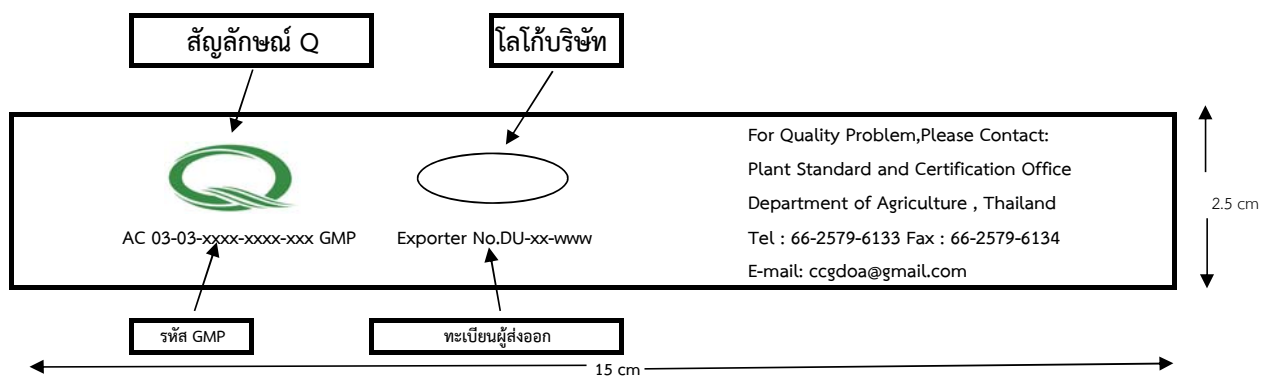 สัญลักษณ์ Q
โลโก้บริษัท
For Quality Problem,Please Contact:
Plant Standard and Certification Office
Department of Agriculture , Thailand
Tel : 66-2579-6133 Fax : 66-2579-6134
E-mail: ccgdoa@gmail.com
AC 03-03-xxxx-xxxx-xxx GMP
Exporter No.DU-xx-www
2.5 cm
รหัส GMP
ทะเบียนผู้ส่งออก
15 cm